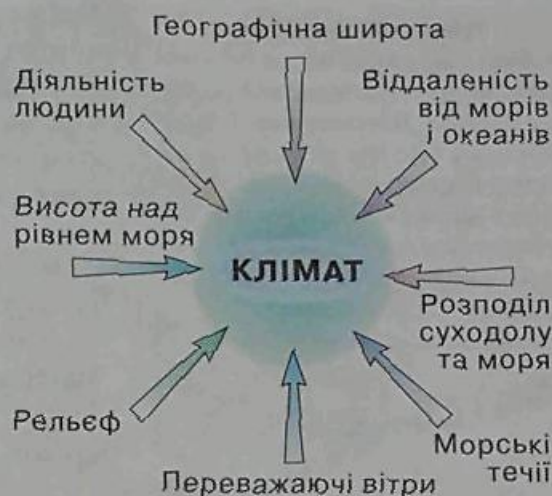 Географічна широта
Діяльність
людини
Віддаленість
від морів
і океанів
Висота над
рівнем моря
КЛІМАТ
Розподіл
суходолу
та моря
Рельєф
Морські
течії
Переважаючі вітри